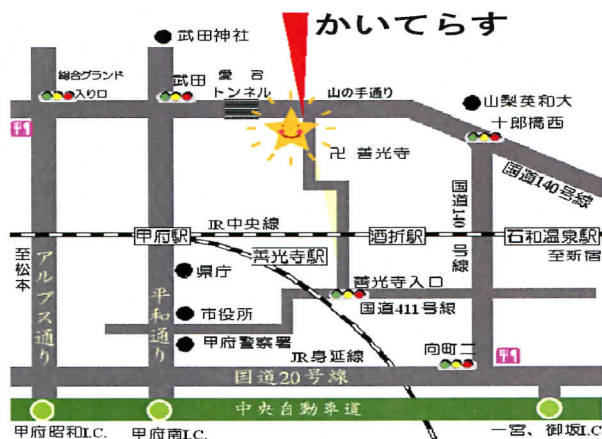 かいてらす
武田神社
総合グランド
入り口
武田
愛宕
トンネル
山の手通り
山梨英和大
十郎橋西
卍 善光寺
国道140号線
国道140号線
JR中央線
甲府駅
善光寺駅
酒折駅
石和温泉駅
至松本
至新宿
アルプス通り
平和通り
県庁
善光寺入口
国道411号線
市役所
甲府警察署
JR身延線
向町二
国道20号線
中央自動車道
甲府昭和I.C.
甲府南I.C.
一宮、御坂I.C